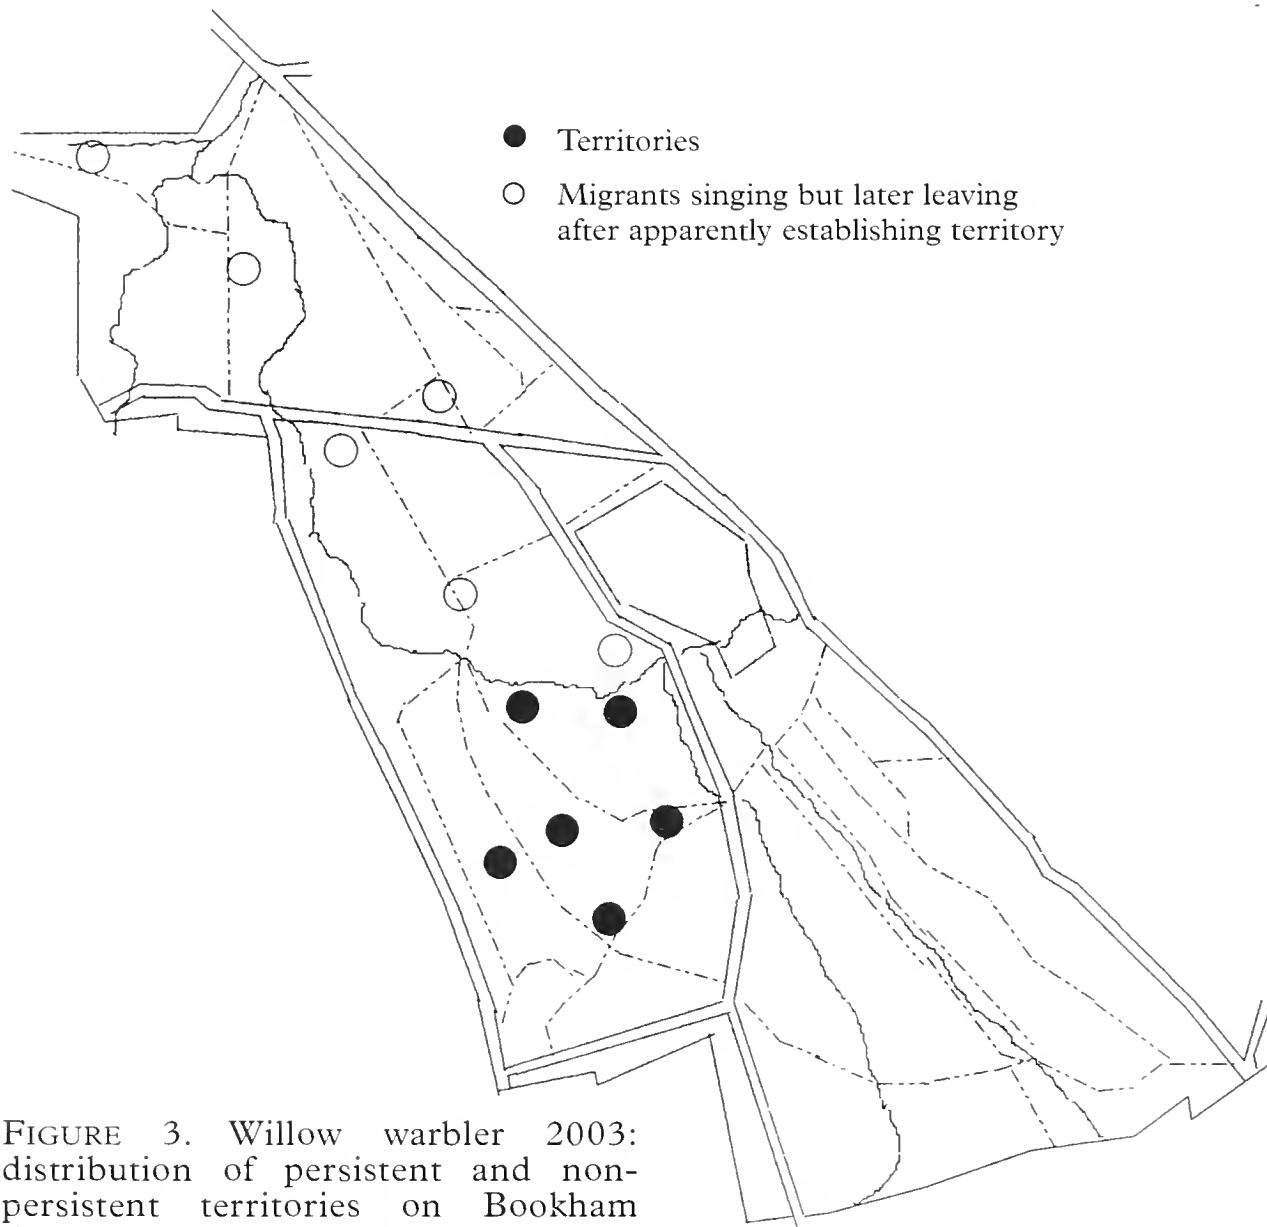 Territories
Migrants singing but later leaving
after apparently establishing territory
FIGURE 3. Willow warbler 2003:
distribution of persistent and non-
persistent territories on Bookham